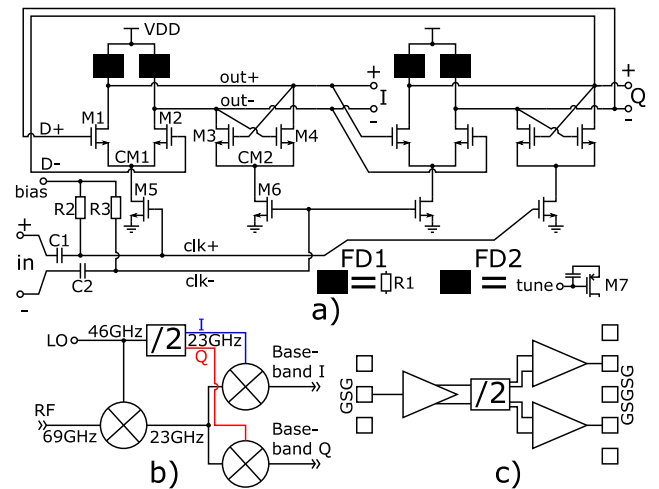 VDD
out+
out-
+
I
-
+
Q
-
D+
M1
M2
M3
M4
D-
CM1
CM2
bias
M5
M6
R2
R3
+
in
-
C1
C2
clk+
clk-
FD1
R1
FD2
tune
M7
a)
LO
46GHz
/2
I
23GHz
Q
Base-
band I
RF
69GHz
23GHz
Base-
band Q
b)
GSG
/2
GSGSG
c)